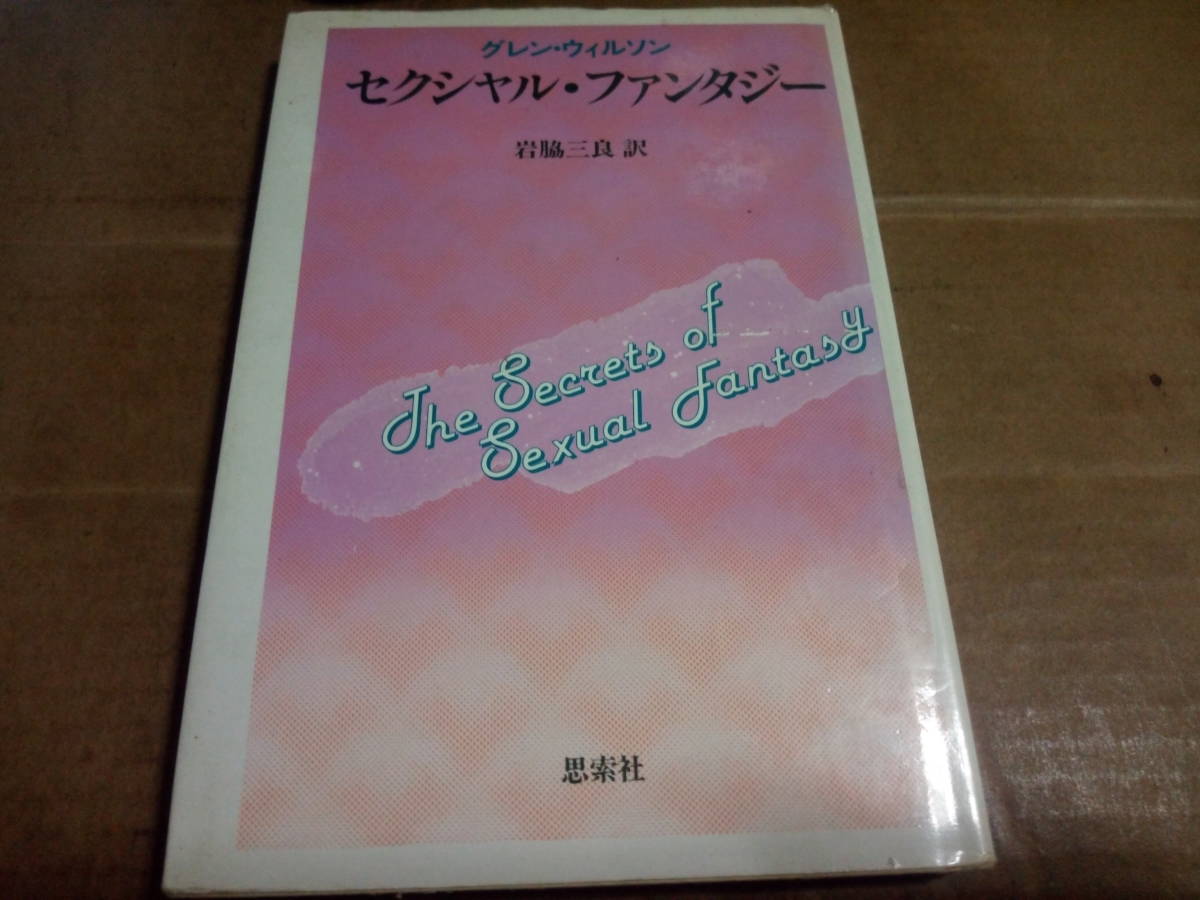 グレン・ウィルソン
セクシャル・ファンタジー
岩脇三良 訳
The Secrets of
Sexual Fantasy
思索社